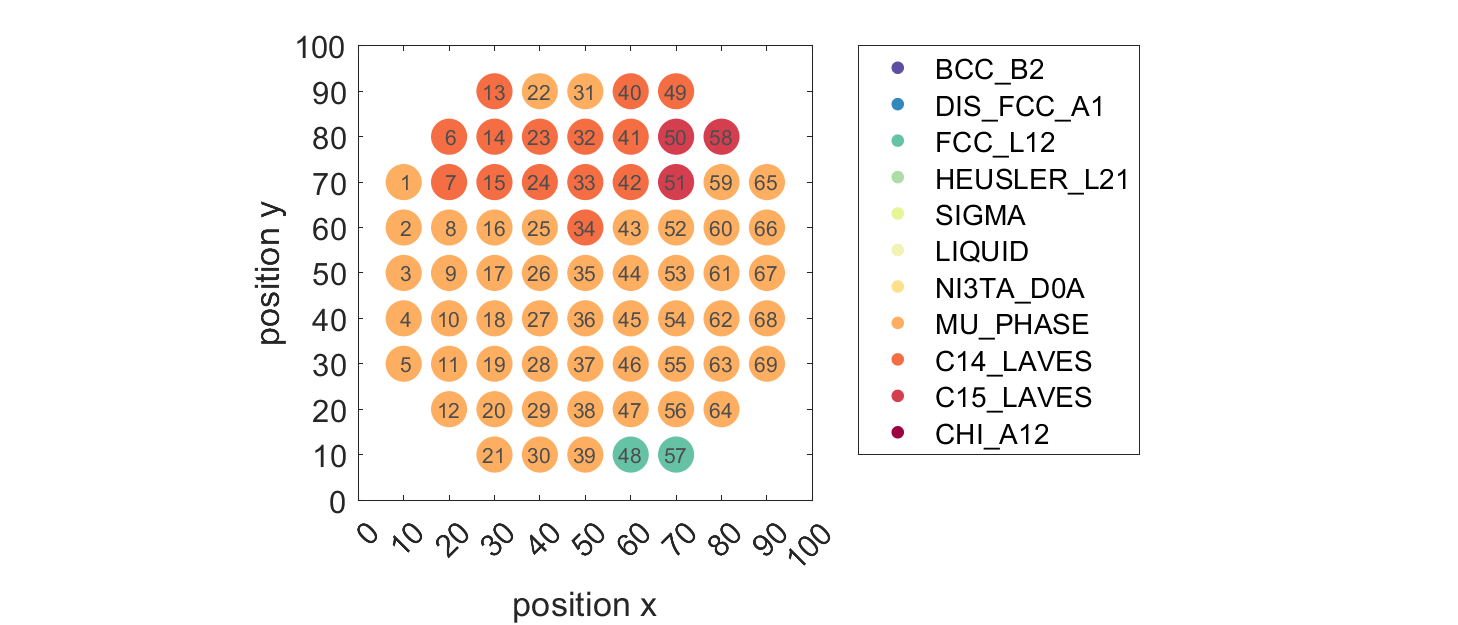 100
90
80
70
60
50
40
30
20
10
0
position y
13 22 31 40 49
6 14 23 32 41 50 58
1 7 15 24 33 42 51 59 65
2 8 16 25 34 43 52 60 66
3 9 17 26 35 44 53 61 67
4 10 18 27 36 45 54 62 68
5 11 19 28 37 46 55 63 69
12 20 29 38 47 56 64
21 30 39 48 57
0 10 20 30 40 50 60 70 80 90 100
position x
BCC_B2
DIS_FCC_A1
FCC_L12
HEUSLER_L21
SIGMA
LIQUID
NI3TA_D0A
MU_PHASE
C14_LAVES
C15_LAVES
CHI_A12